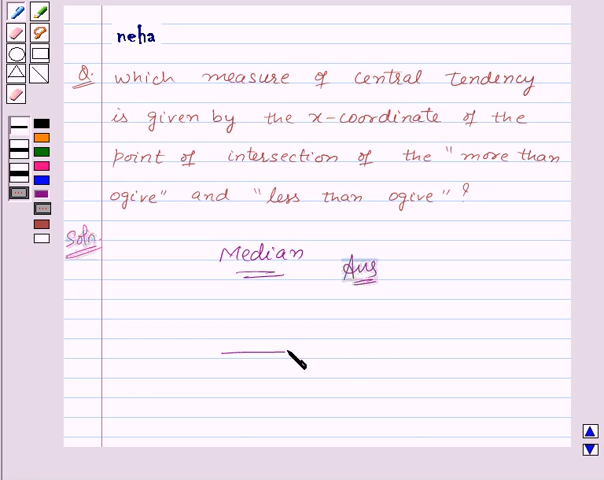 neha
Q. which measure of central tendency
is given by the x-coordinate of the
point of intersection of the "more than
ogive" and "less than ogive"?
Soln.
Median Ans